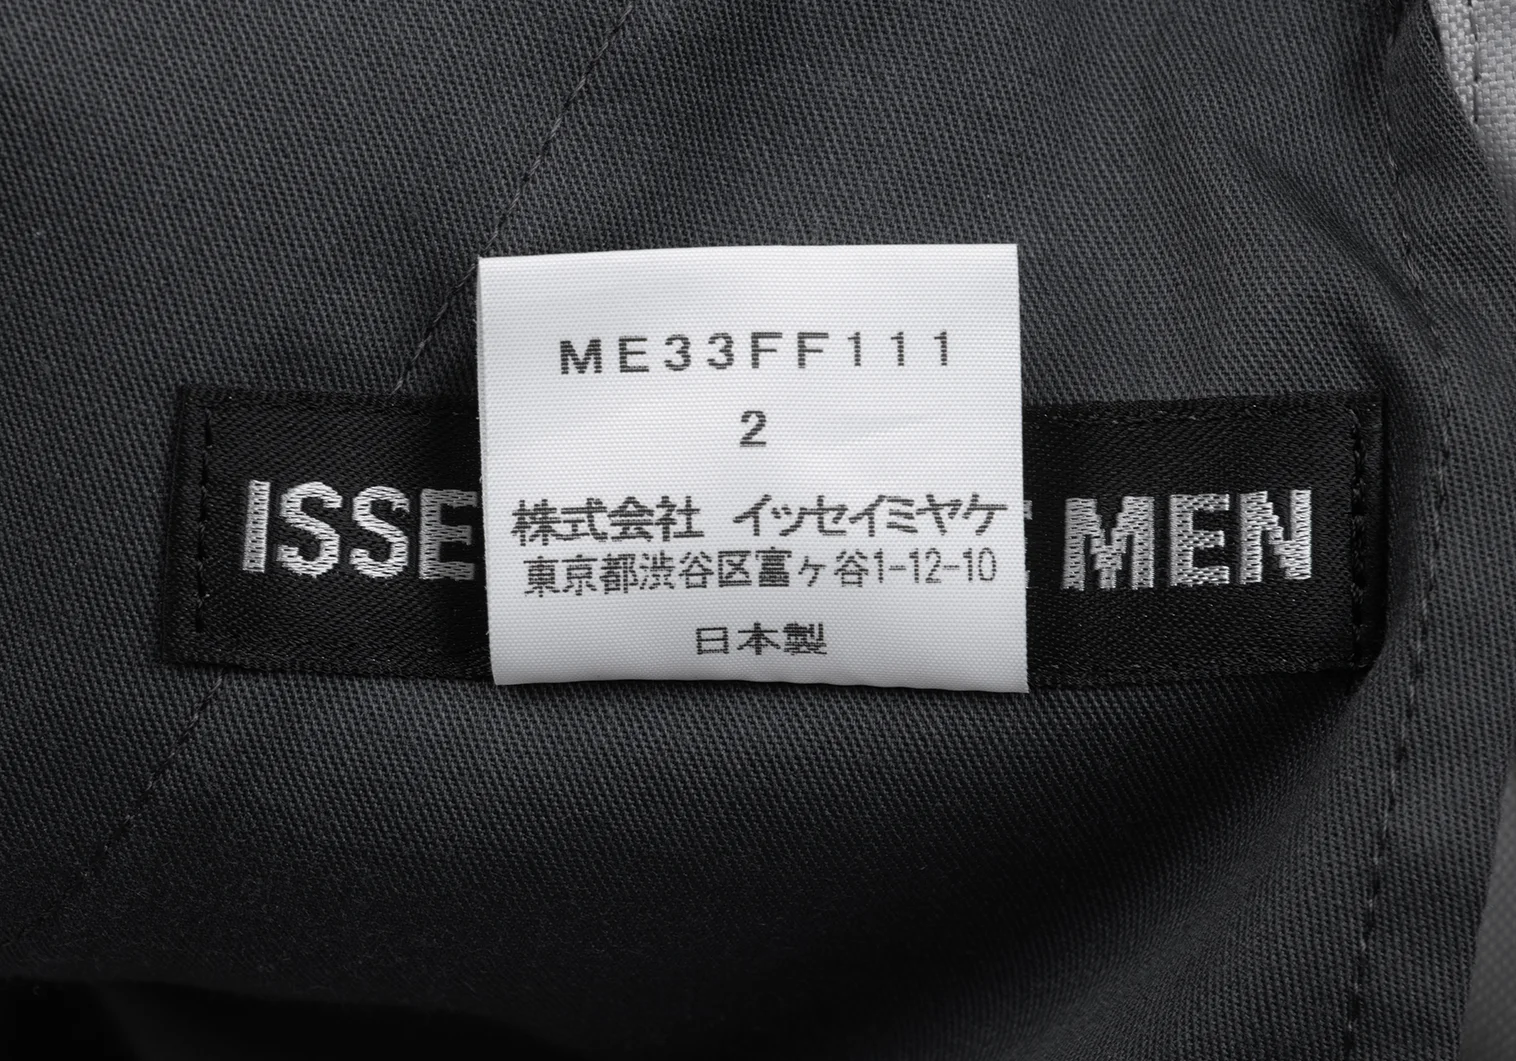 ME33FF111
2
株式会社 イッセイミヤケ
東京都渋谷区富ヶ谷1-12-10
日本製
ISSE MEN